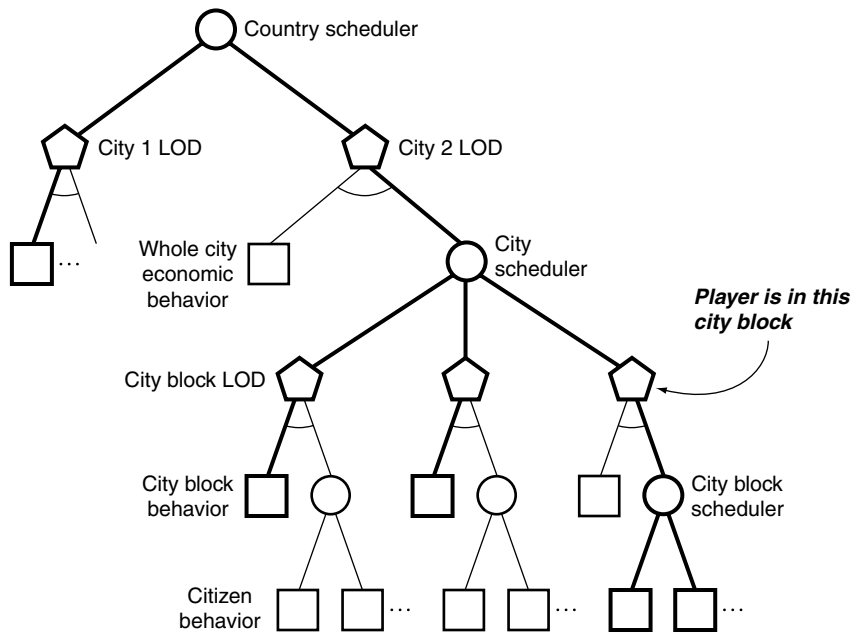 Country scheduler
City 1 LOD
City 2 LOD
...
Whole city
economic
behavior
City
scheduler
Player is in this
city block
City block LOD
City block
behavior
City block
scheduler
Citizen
behavior
...
...
...